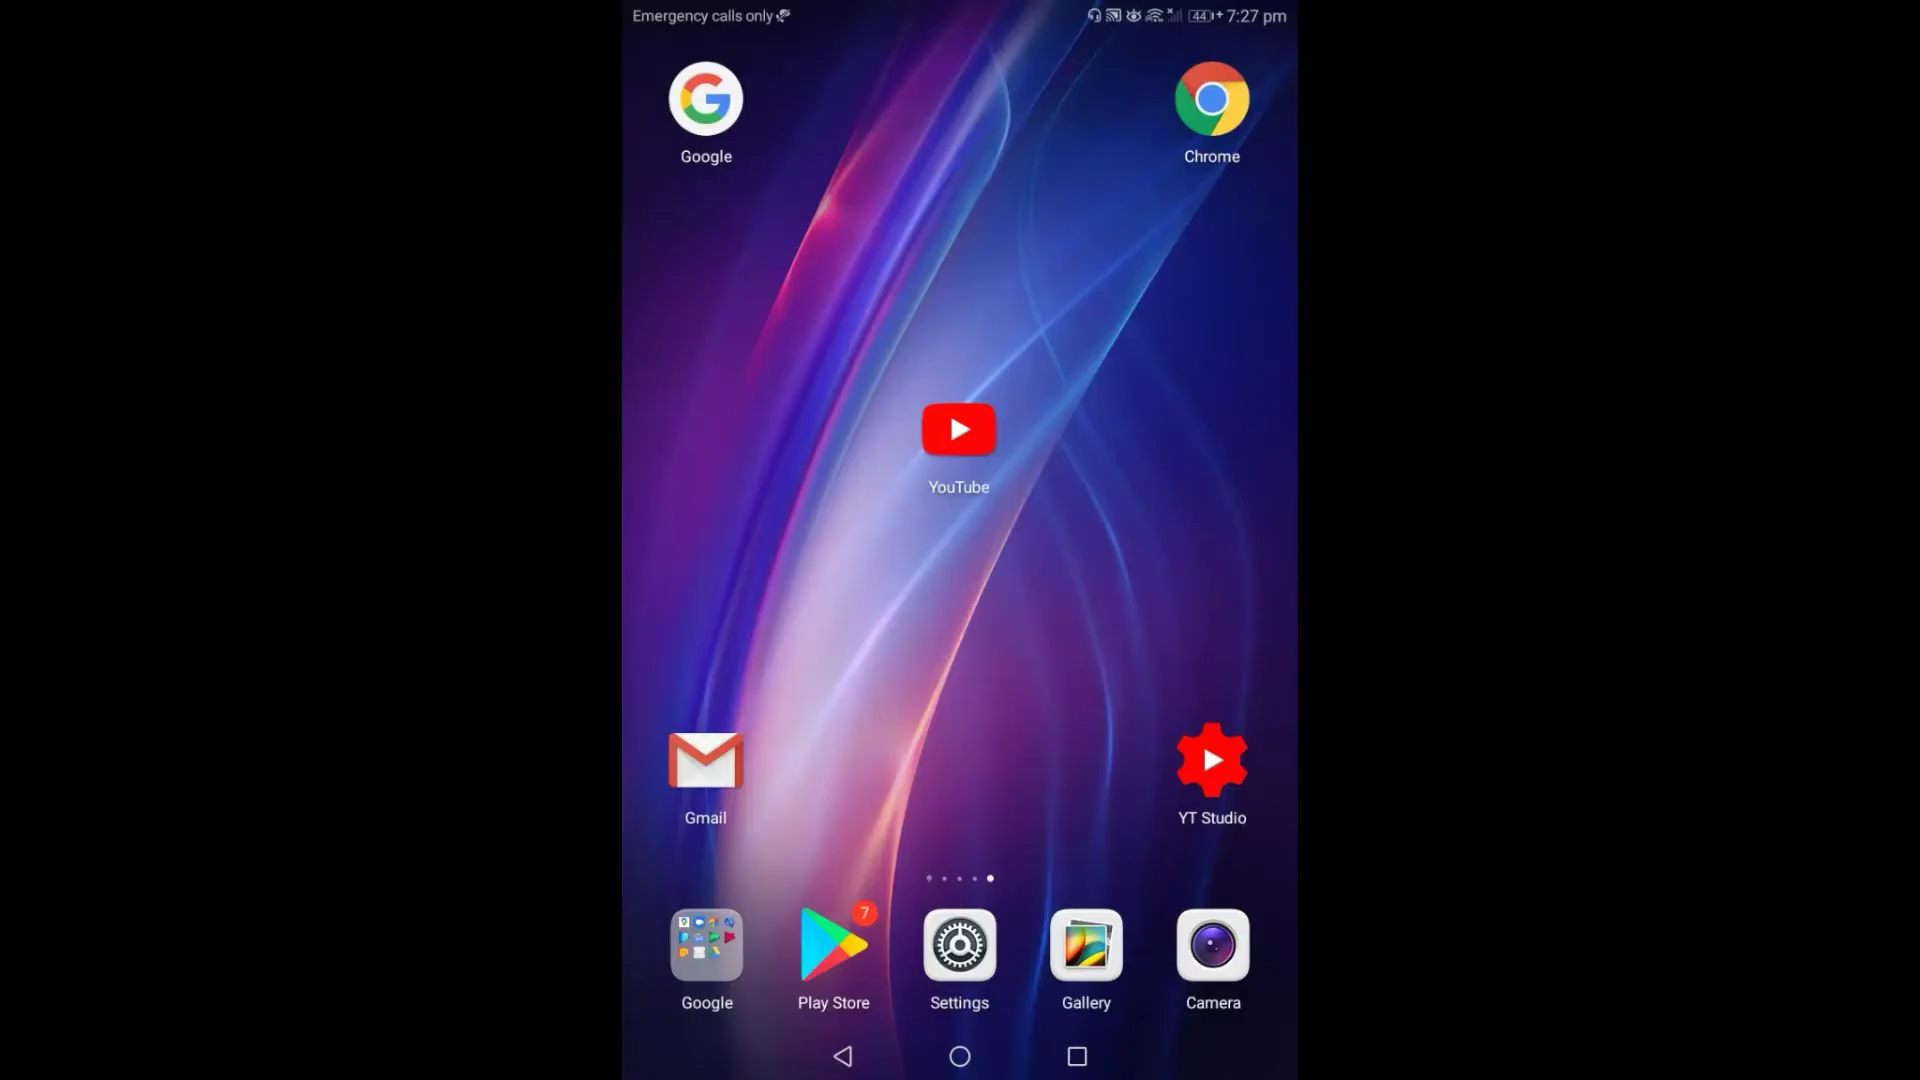 Emergency calls only
44 7:27 pm
Google
Chrome
YouTube
Gmail
YT Studio
7
Google
Play Store
Settings
Gallery
Camera